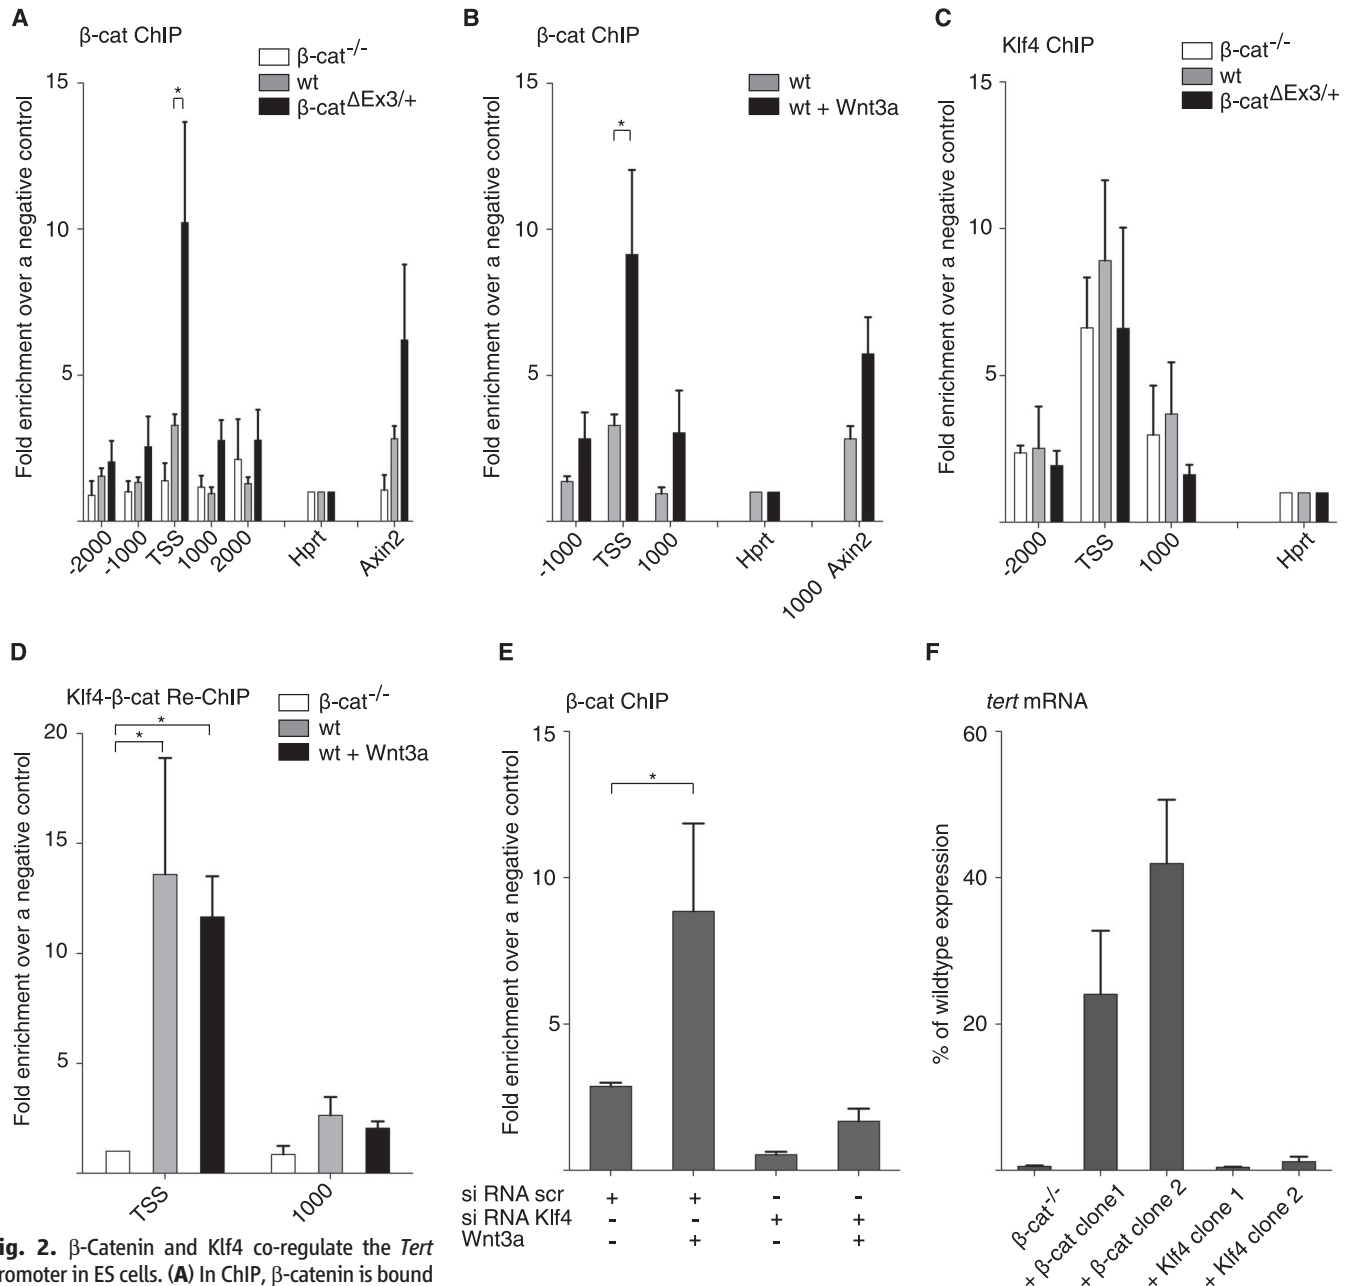 A
β-cat ChIP
β-cat-/-
wt
β-catΔEx3/+
Fold enrichment over a negative control
15
10
5
*
-2000
-1000
TSS
1000
2000
Hprt
Axin2
B
β-cat ChIP
wt
wt + Wnt3a
Fold enrichment over a negative control
15
10
5
*
-1000
TSS
1000
Hprt
1000 Axin2
C
Klf4 ChIP
β-cat-/-
wt
β-catΔEx3/+
Fold enrichment over a negative control
15
10
5
-2000
TSS
1000
Hprt
D
Klf4-β-cat Re-ChIP
β-cat-/-
wt
wt + Wnt3a
Fold enrichment over a negative control
20
15
10
5
*
*
TSS
1000
E
β-cat ChIP
Fold enrichment over a negative control
15
10
5
*
si RNA scr + + - -
si RNA Klf4 - - + +
Wnt3a - + - +
F
tert mRNA
% of wildtype expression
60
40
20
β-cat-/-
+ β-cat clone1
+ β-cat clone 2
+ Klf4 clone 1
+ Klf4 clone 2
ig. 2. β-Catenin and Klf4 co-regulate the Tert
romoter in ES cells. (A) In ChIP, β-catenin is bound